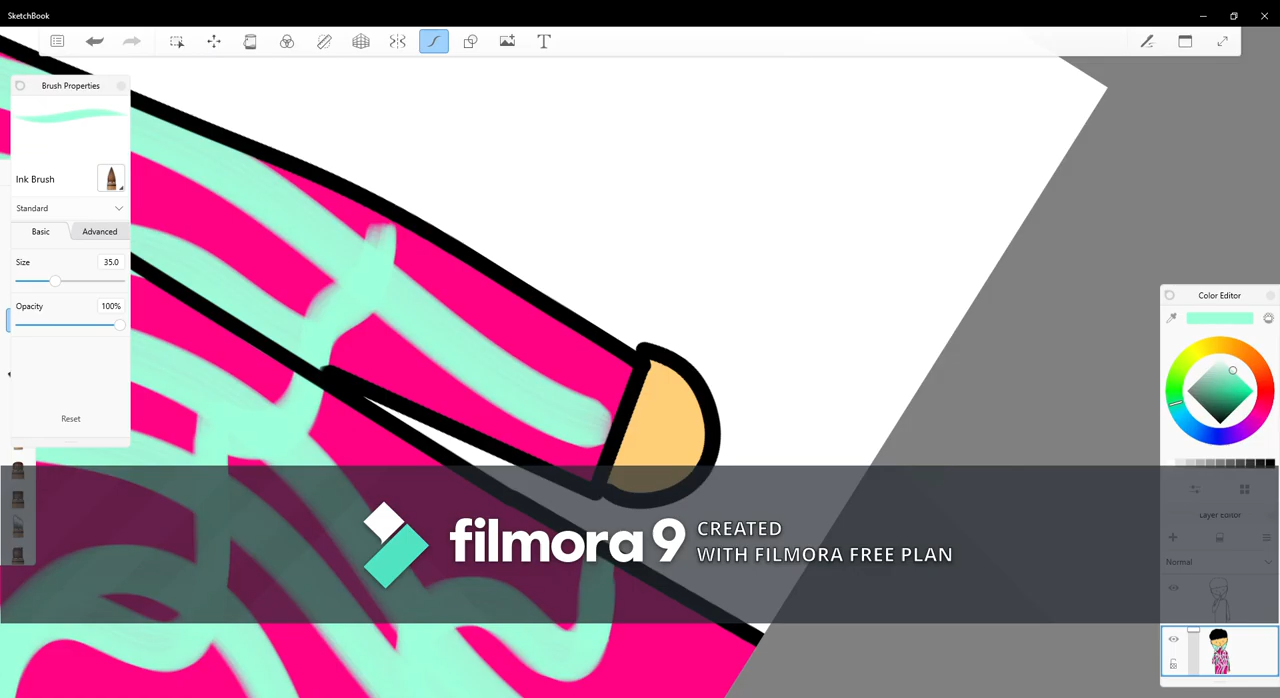 SketchBook
Brush Properties
Ink Brush
Standard
Basic
Advanced
Size
35.0
Opacity
100%
Reset
Color Editor
Layer Editor
Normal
filmora9
CREATED
WITH FILMORA FREE PLAN